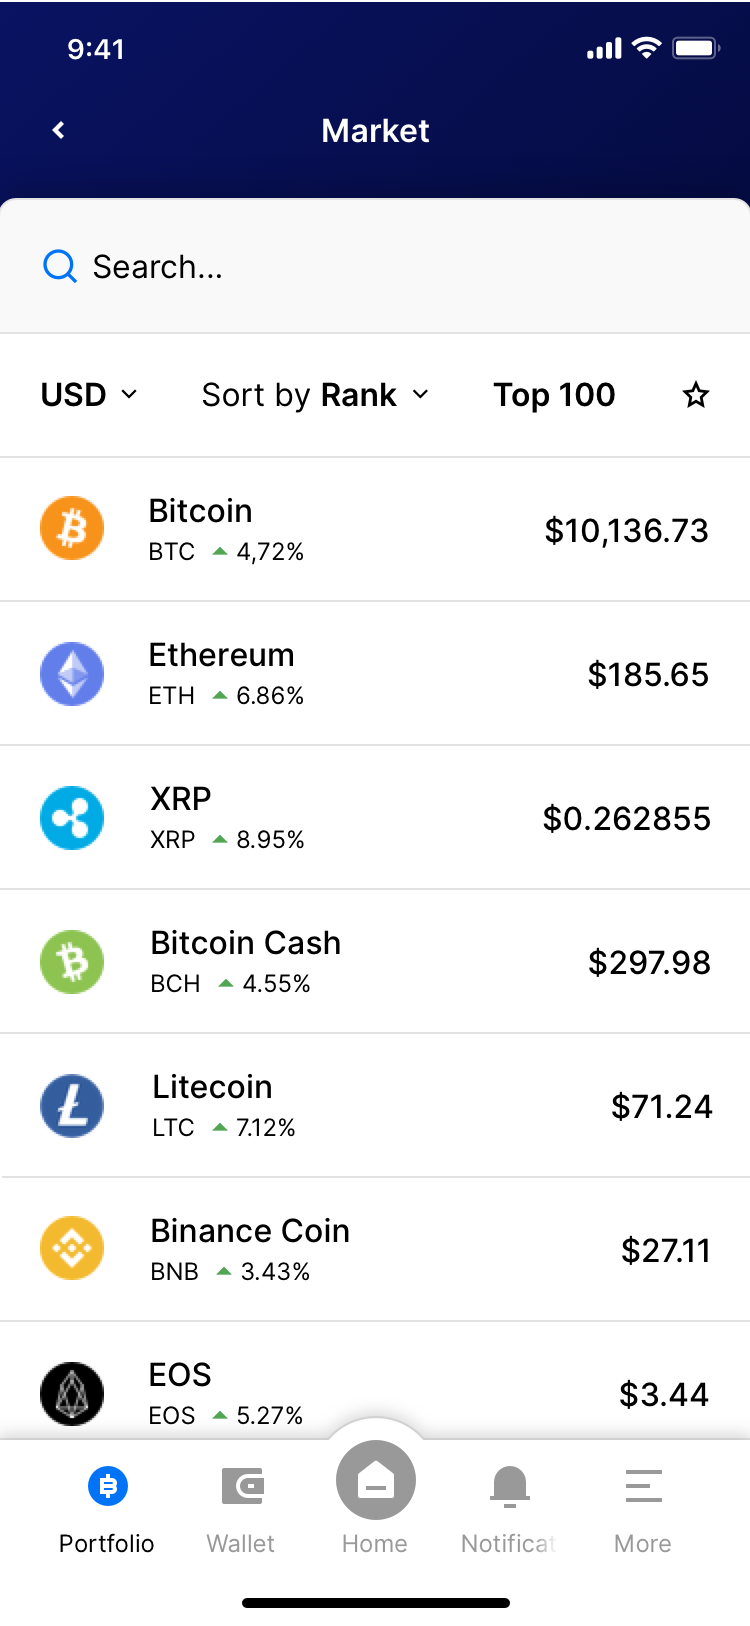 9:41
Market
Search...
USD Sort by Rank Top 100
Bitcoin
BTC 4,72%
$10,136.73
Ethereum
ETH 6.86%
$185.65
XRP
XRP 8.95%
$0.262855
Bitcoin Cash
BCH 4.55%
$297.98
Litecoin
LTC 7.12%
$71.24
Binance Coin
BNB 3.43%
$27.11
EOS
EOS 5.27%
$3.44
Portfolio Wallet Home Notificat More